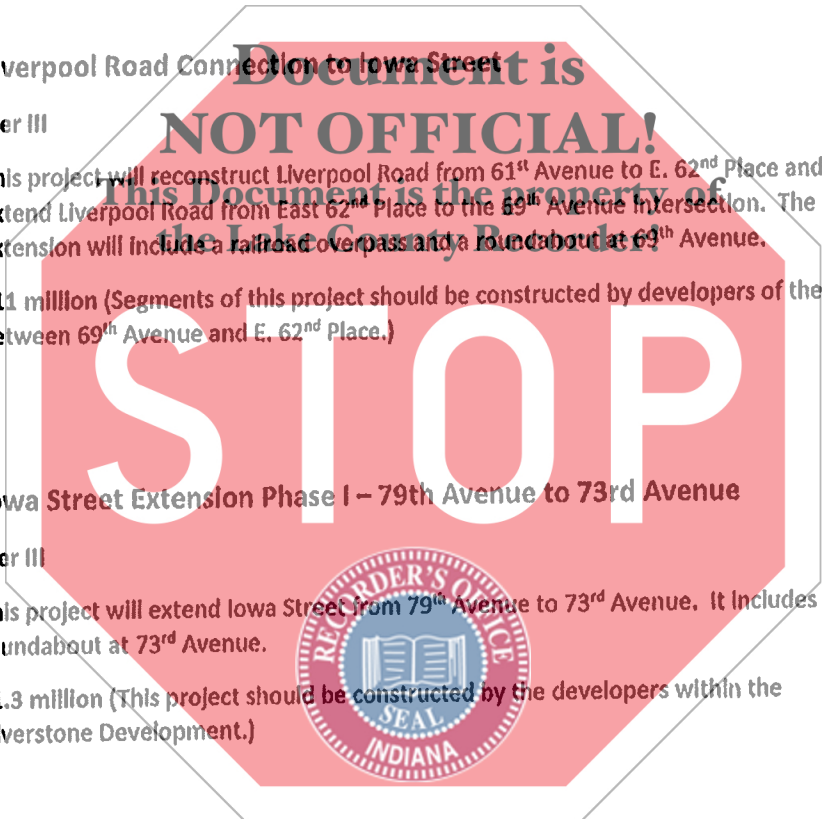 verpool Road Connection to Iowa Street
Document is
er III
NOT OFFICIAL!
is project will reconstruct Liverpool Road from 61st Avenue to E. 62nd Place and
This Document is the property of
tend Liverpool Road from East 62nd Place to the 69th Avenue intersection. The
the Lake County Recorder!
tension will include a railroad overpass and a roundabout at 69th Avenue.
1 million (Segments of this project should be constructed by developers of the
tween 69th Avenue and E. 62nd Place.)
STOP
wa Street Extension Phase I – 79th Avenue to 73rd Avenue
er III
is project will extend Iowa Street from 79th Avenue to 73rd Avenue. It includes
undabout at 73rd Avenue.
.3 million (This project should be constructed by the developers within the
verstone Development.)
RECORDER'S OFFICE
SEAL
INDIANA